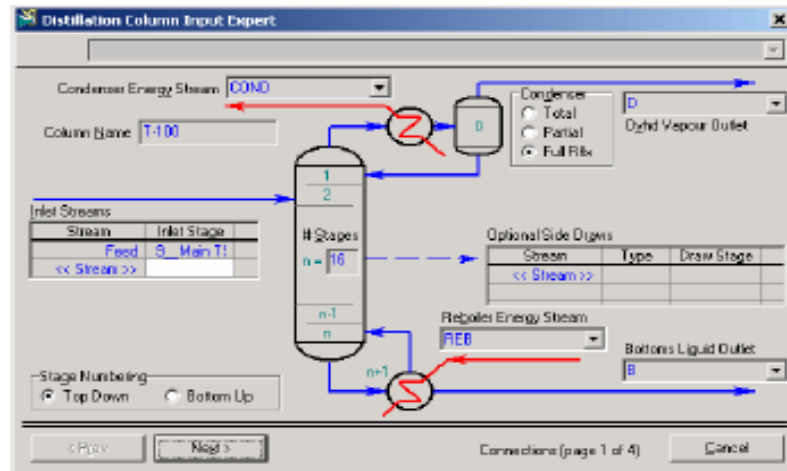 Distillation Column Input Expert
Condenser Energy Stream COND
Column Name T-100
Condenser
Total
Partial
Full Rflx
D
D
Ovhd Vapour Outlet
1
2
Inlet Streams
Stream Inlet Stage
Feed 9__Main T!
<< Stream >>
# Stages
n = 16
Optional Side Draws
Stream Type Draw Stage
<< Stream >>
n-1
n
Reboiler Energy Stream
REB
n+1
Bottoms Liquid Outlet
B
Stage Numbering
Top Down Bottom Up
< Prev Next > Connections (page 1 of 4) Cancel